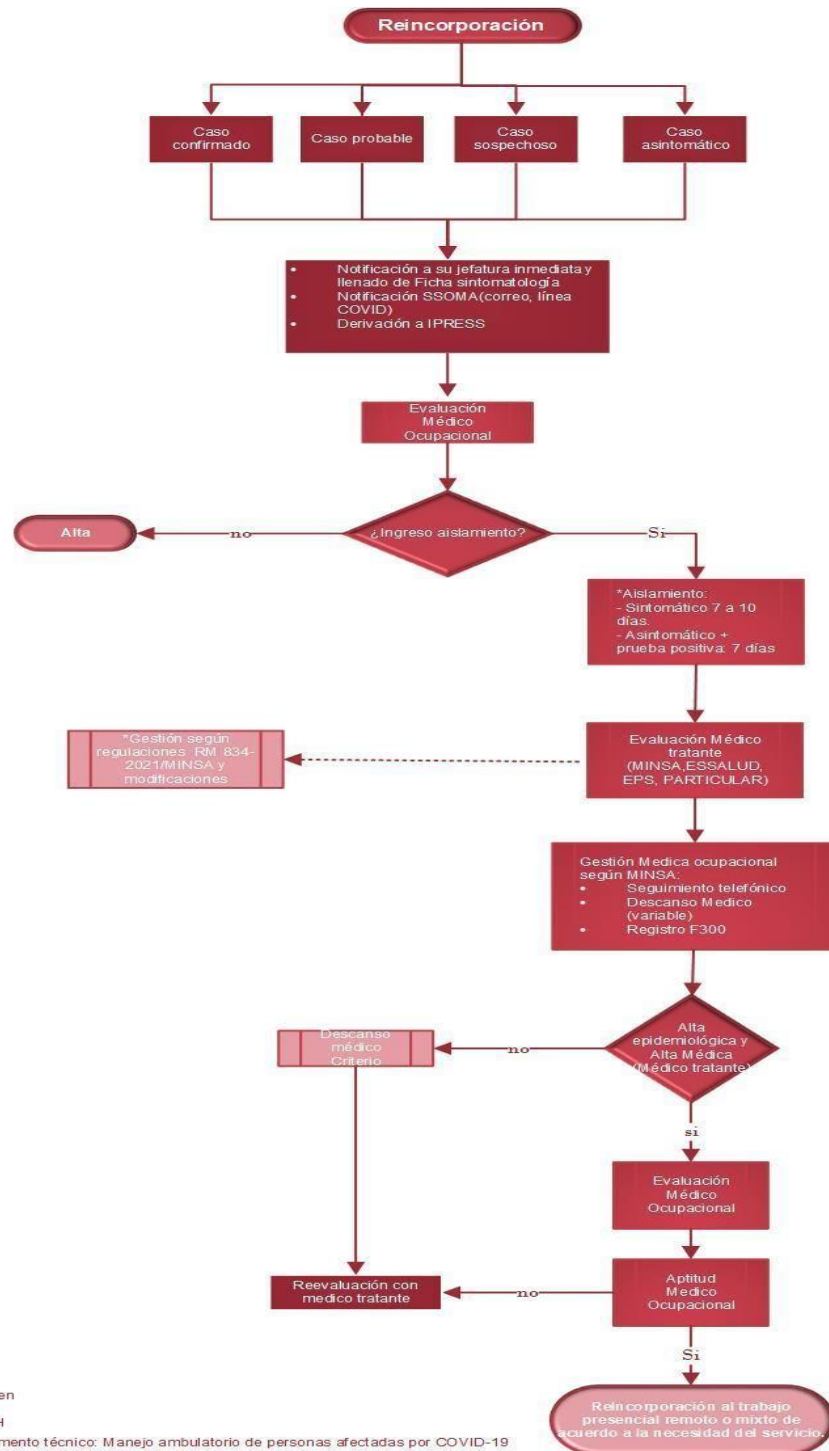 Reincorporación
Caso
confirmado
Caso probable
Caso
sospechoso
Caso
asintomático
• Notificación a su jefatura inmediata y
llenado de Ficha sintomatología
• Notificación SSOMA(correo, línea
COVID)
• Derivación a IPRESS
Evaluación
Médico
Ocupacional
¿Ingreso aislamiento?
no
Alta
Si
*Aislamiento:
- Sintomático 7 a 10
días.
- Asintomático +
prueba positiva: 7 días
Evaluación Médico
tratante
(MINSA,ESSALUD,
EPS, PARTICULAR)
*Gestión según
regulaciones RM 834-
2021/MINSA y
modificaciones
Gestión Medica ocupacional
según MINSA:
• Seguimiento telefónico
• Descanso Medico
(variable)
• Registro F300
Alta
epidemiológica y
Alta Médica
(Médico tratante)
no
Descanso
médico
Criterio
si
Evaluación
Médico
Ocupacional
Aptitud
Medico
Ocupacional
no
Reevaluación con
medico tratante
Si
Reincorporación al trabajo
presencial remoto o mixto de
acuerdo a la necesidad del servicio.
en
mento técnico: Manejo ambulatorio de personas afectadas por COVID-19